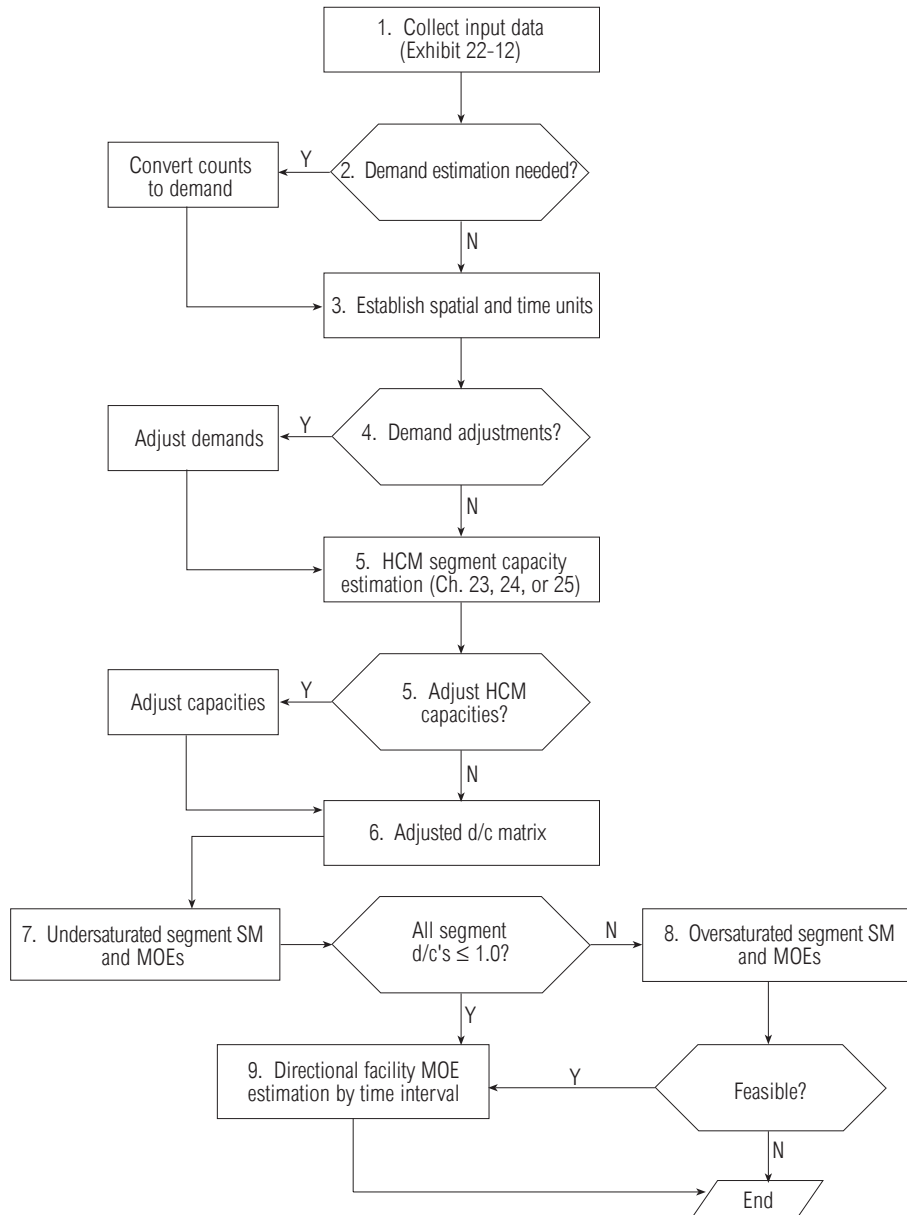 1. Collect input data
(Exhibit 22-12)
Convert counts
to demand
Y
2. Demand estimation needed?
N
3. Establish spatial and time units
Adjust demands
Y
4. Demand adjustments?
N
5. HCM segment capacity
estimation (Ch. 23, 24, or 25)
Adjust capacities
Y
5. Adjust HCM
capacities?
N
6. Adjusted d/c matrix
7. Undersaturated segment SM
and MOEs
All segment
d/c's ≤ 1.0?
N
8. Oversaturated segment SM
and MOEs
Y
9. Directional facility MOE
estimation by time interval
Y
Feasible?
N
End